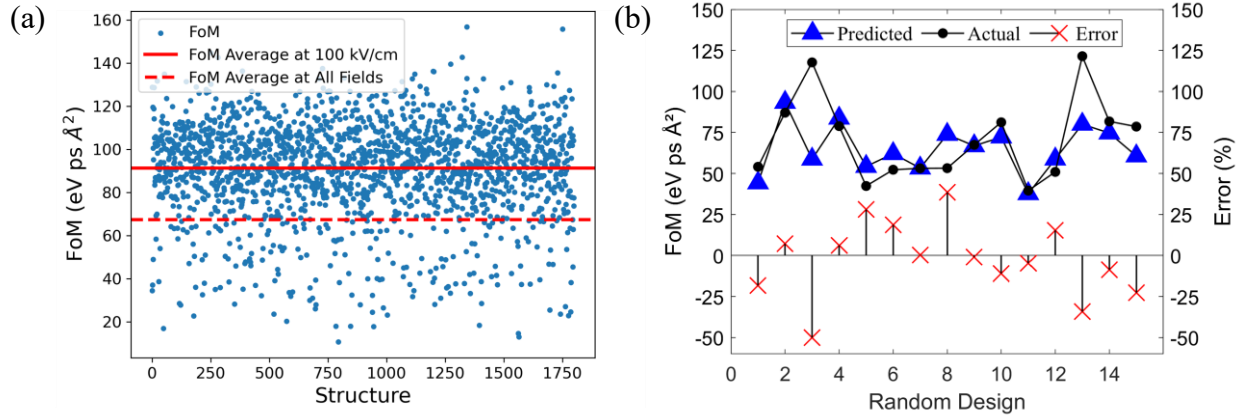 (a)
FoM
FoM Average at 100 kV/cm
FoM Average at All Fields
FoM (eV ps Å²)
160
140
120
100
80
60
40
20
0 250 500 750 1000 1250 1500 1750
Structure
(b)
Predicted Actual Error
FoM (eV ps Å²)
150
125
100
75
50
25
0
-25
-50
150
125
100
75
50
25
0
-25
-50
Error (%)
0 2 4 6 8 10 12 14
Random Design